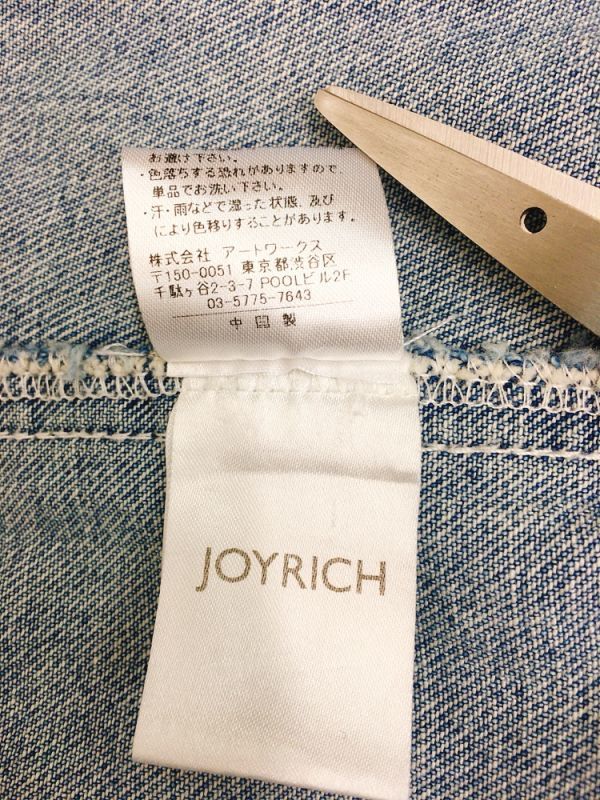 お避け下さい。
・色落ちする恐れがありますので、
単品でお洗い下さい。
・汗・雨などで湿った状態、及び
により色移りすることがあります。
株式会社 アートワークス
〒150-0051 東京都渋谷区
千駄ヶ谷2-3-7 POOLビル2F
03-5775-7643
中国製
JOYRICH